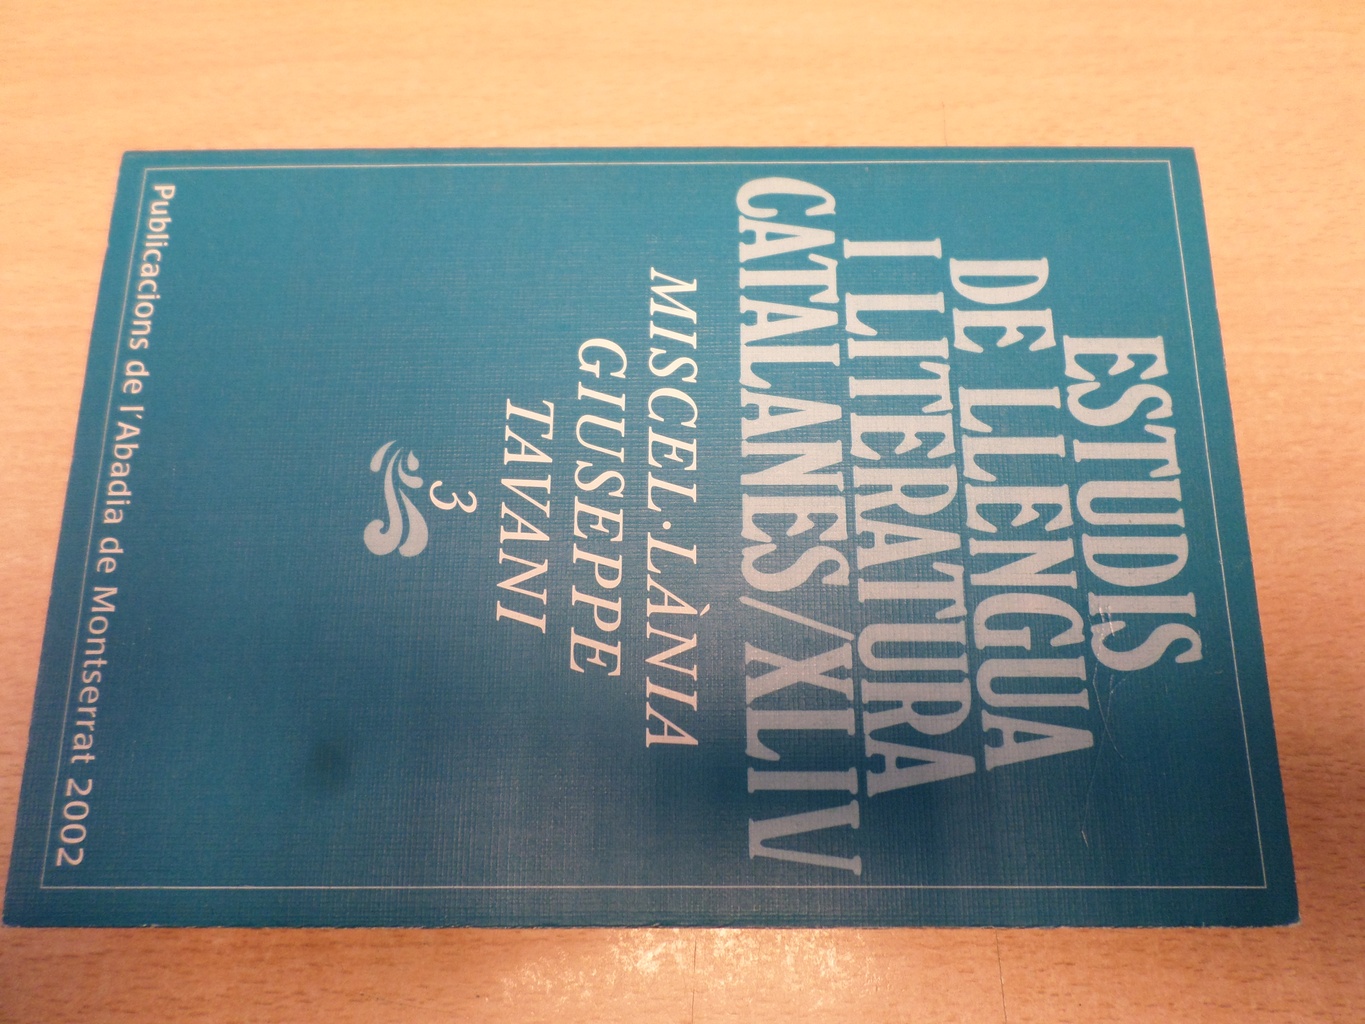 ESTUDIS
DE LLENGUA
I LITERATURA
CATALANES/XLIV
MISCEL·LÀNIA
GIUSEPPE
TAVANI
3
Publicacions de l'Abadia de Montserrat 2002